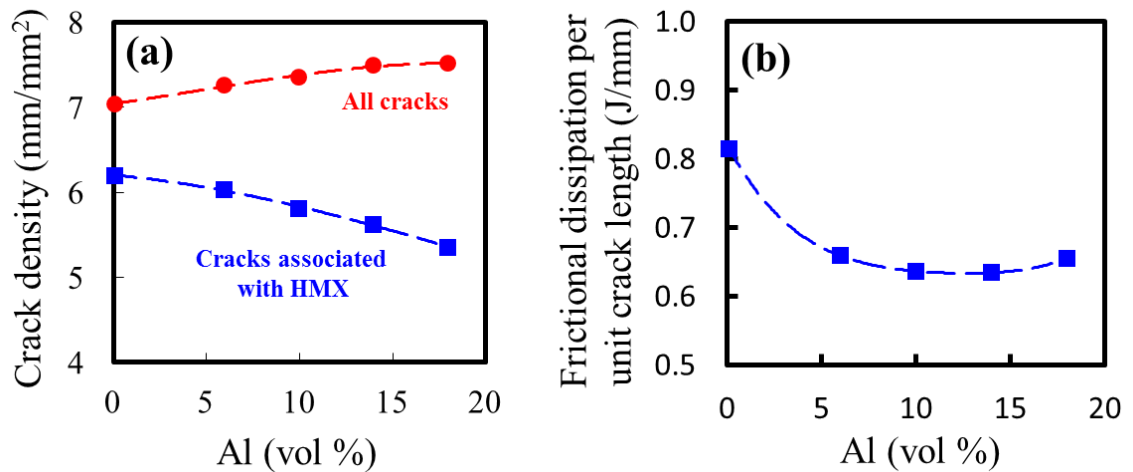 (a)
Crack density (mm/mm²)
8
7
6
5
4
All cracks
Cracks associated
with HMX
0
5
10
15
20
Al (vol %)
(b)
Frictional dissipation per
unit crack length (J/mm)
1.0
0.9
0.8
0.7
0.6
0.5
0
5
10
15
20
Al (vol %)